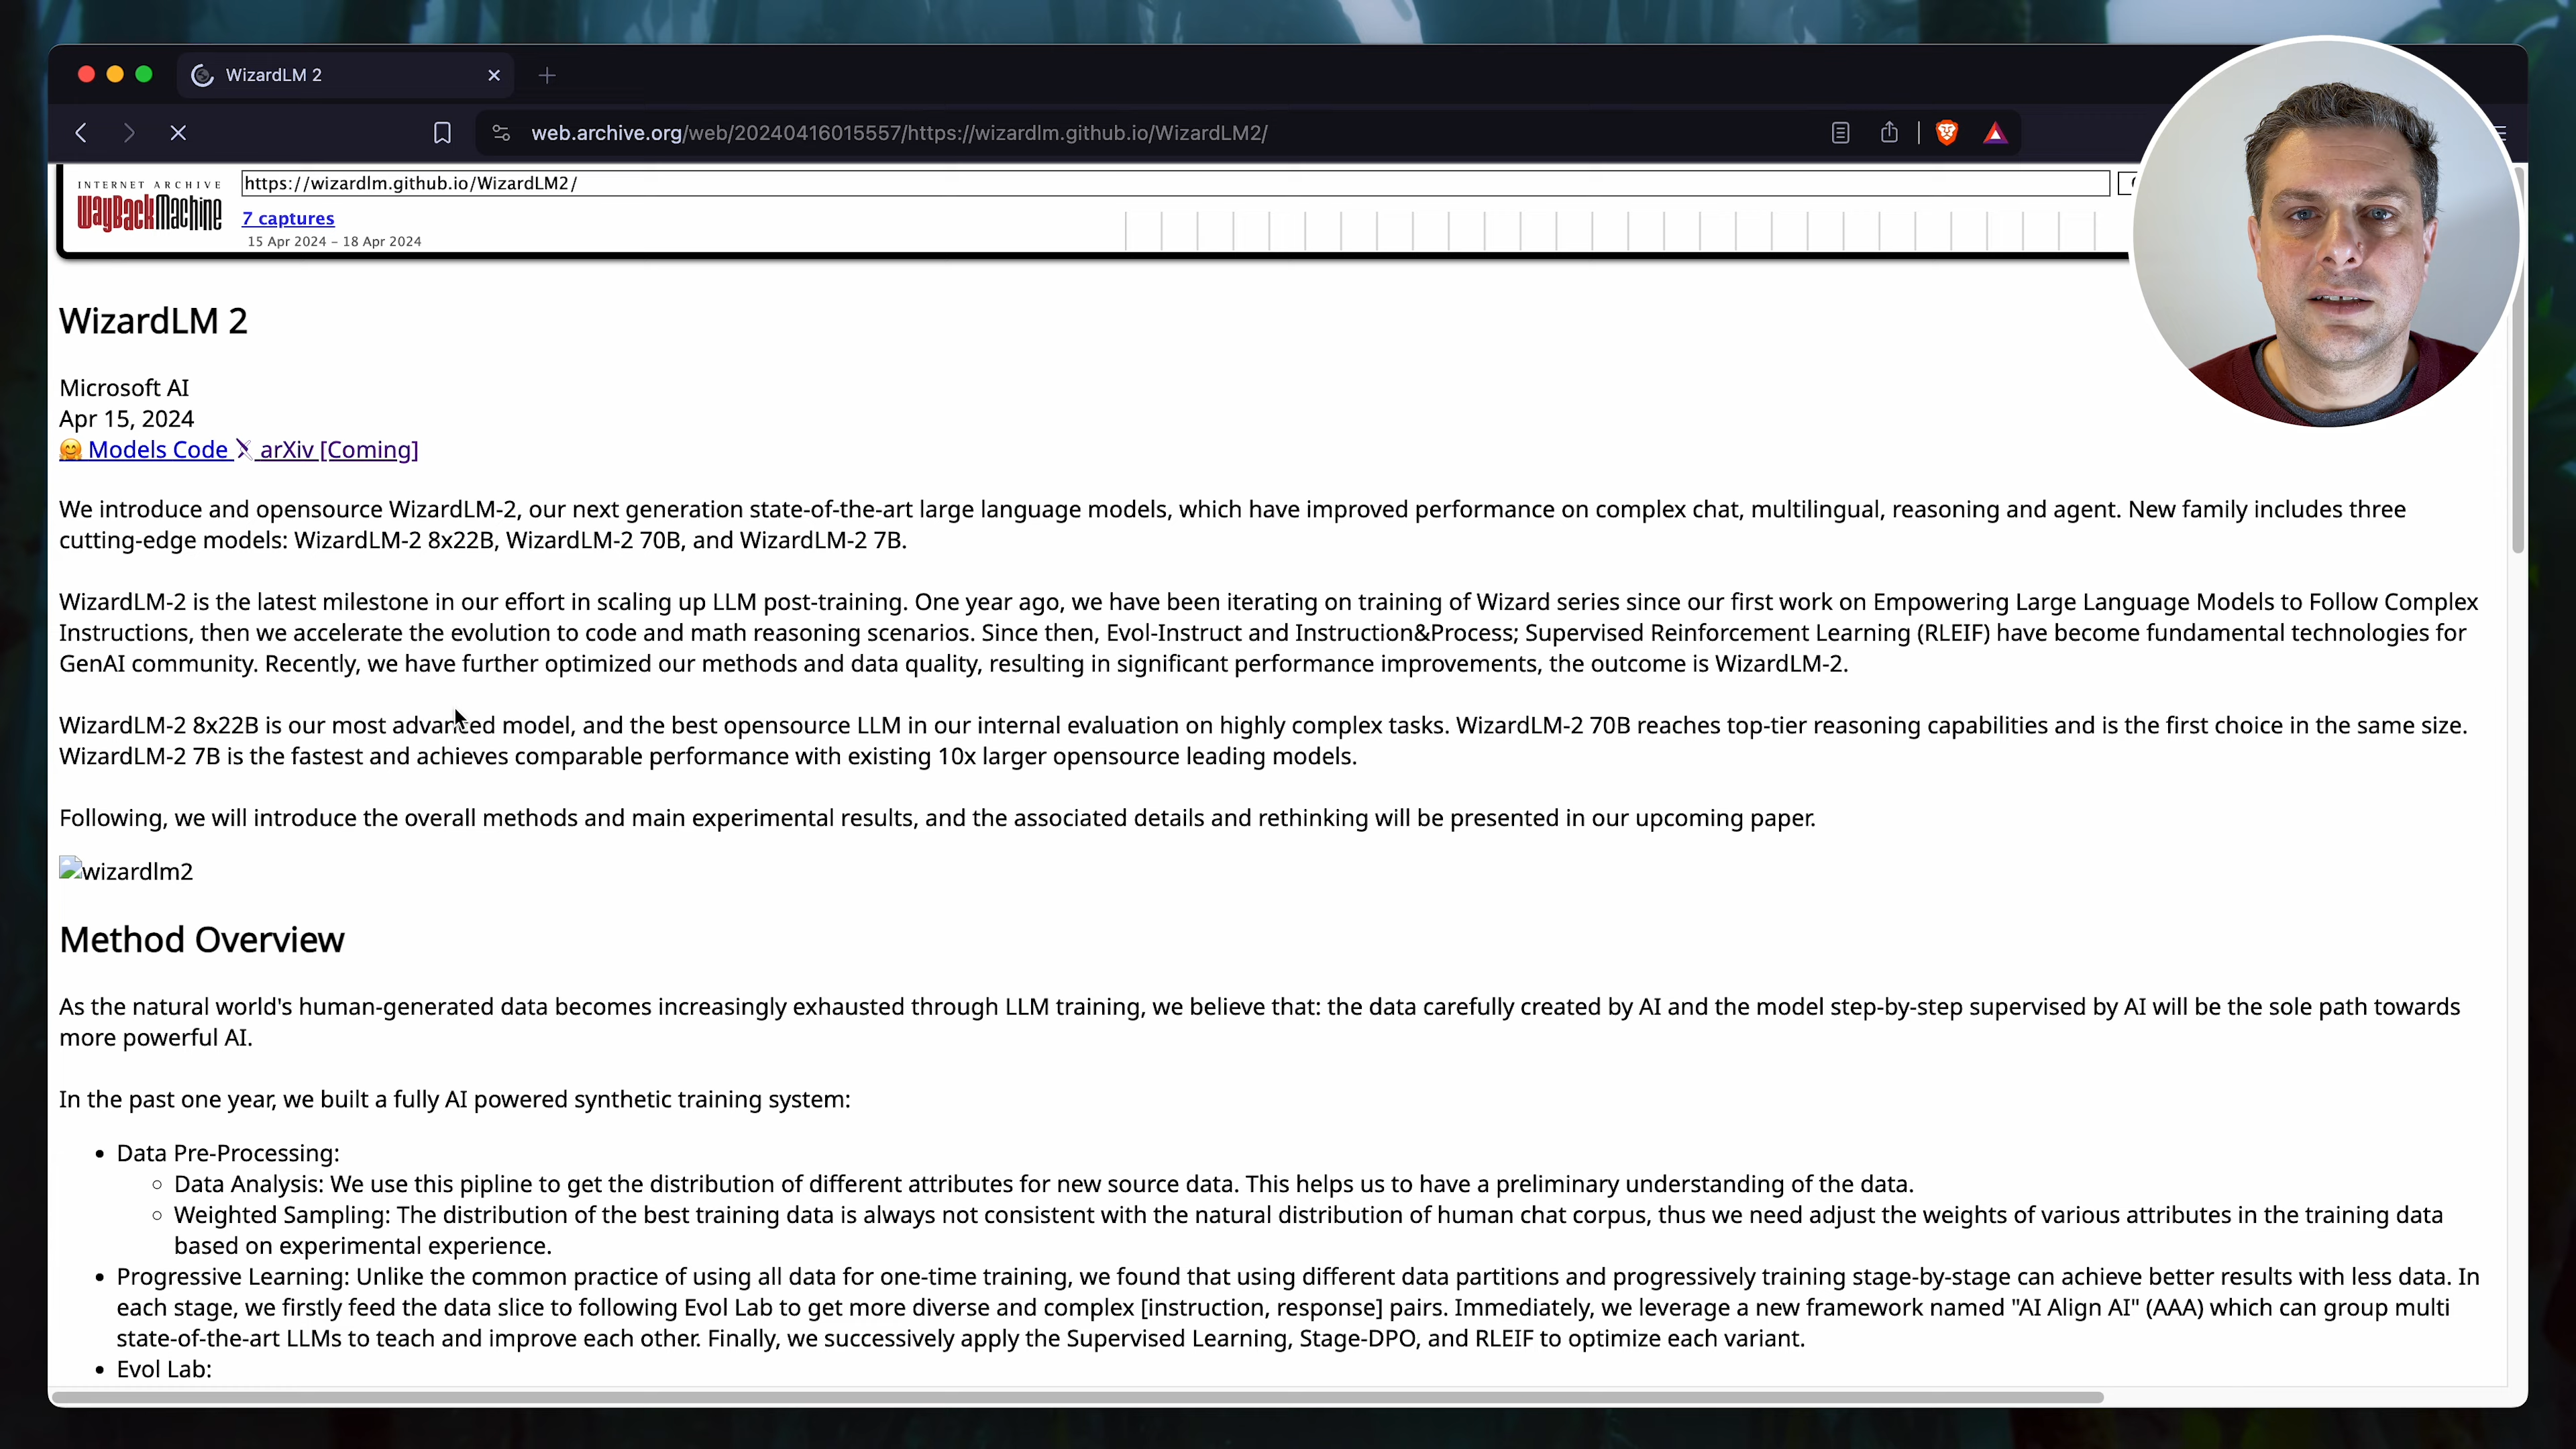 WizardLM 2
web.archive.org/web/20240416015557/https://wizardlm.github.io/WizardLM2/
INTERNET ARCHIVE
WayBackMachine
https://wizardlm.github.io/WizardLM2/
7 captures
15 Apr 2024 – 18 Apr 2024
WizardLM 2
Microsoft AI
Apr 15, 2024
🤗 Models Code arXiv [Coming]
We introduce and opensource WizardLM-2, our next generation state-of-the-art large language models, which have improved performance on complex chat, multilingual, reasoning and agent. New family includes three
cutting-edge models: WizardLM-2 8x22B, WizardLM-2 70B, and WizardLM-2 7B.
WizardLM-2 is the latest milestone in our effort in scaling up LLM post-training. One year ago, we have been iterating on training of Wizard series since our first work on Empowering Large Language Models to Follow Complex
Instructions, then we accelerate the evolution to code and math reasoning scenarios. Since then, Evol-Instruct and Instruction&Process; Supervised Reinforcement Learning (RLEIF) have become fundamental technologies for
GenAI community. Recently, we have further optimized our methods and data quality, resulting in significant performance improvements, the outcome is WizardLM-2.
WizardLM-2 8x22B is our most advanced model, and the best opensource LLM in our internal evaluation on highly complex tasks. WizardLM-2 70B reaches top-tier reasoning capabilities and is the first choice in the same size.
WizardLM-2 7B is the fastest and achieves comparable performance with existing 10x larger opensource leading models.
Following, we will introduce the overall methods and main experimental results, and the associated details and rethinking will be presented in our upcoming paper.
wizardlm2
Method Overview
As the natural world's human-generated data becomes increasingly exhausted through LLM training, we believe that: the data carefully created by AI and the model step-by-step supervised by AI will be the sole path towards
more powerful AI.
In the past one year, we built a fully AI powered synthetic training system:
• Data Pre-Processing:
◦ Data Analysis: We use this pipline to get the distribution of different attributes for new source data. This helps us to have a preliminary understanding of the data.
◦ Weighted Sampling: The distribution of the best training data is always not consistent with the natural distribution of human chat corpus, thus we need adjust the weights of various attributes in the training data
based on experimental experience.
• Progressive Learning: Unlike the common practice of using all data for one-time training, we found that using different data partitions and progressively training stage-by-stage can achieve better results with less data. In
each stage, we firstly feed the data slice to following Evol Lab to get more diverse and complex [instruction, response] pairs. Immediately, we leverage a new framework named "AI Align AI" (AAA) which can group multi
state-of-the-art LLMs to teach and improve each other. Finally, we successively apply the Supervised Learning, Stage-DPO, and RLEIF to optimize each variant.
• Evol Lab: